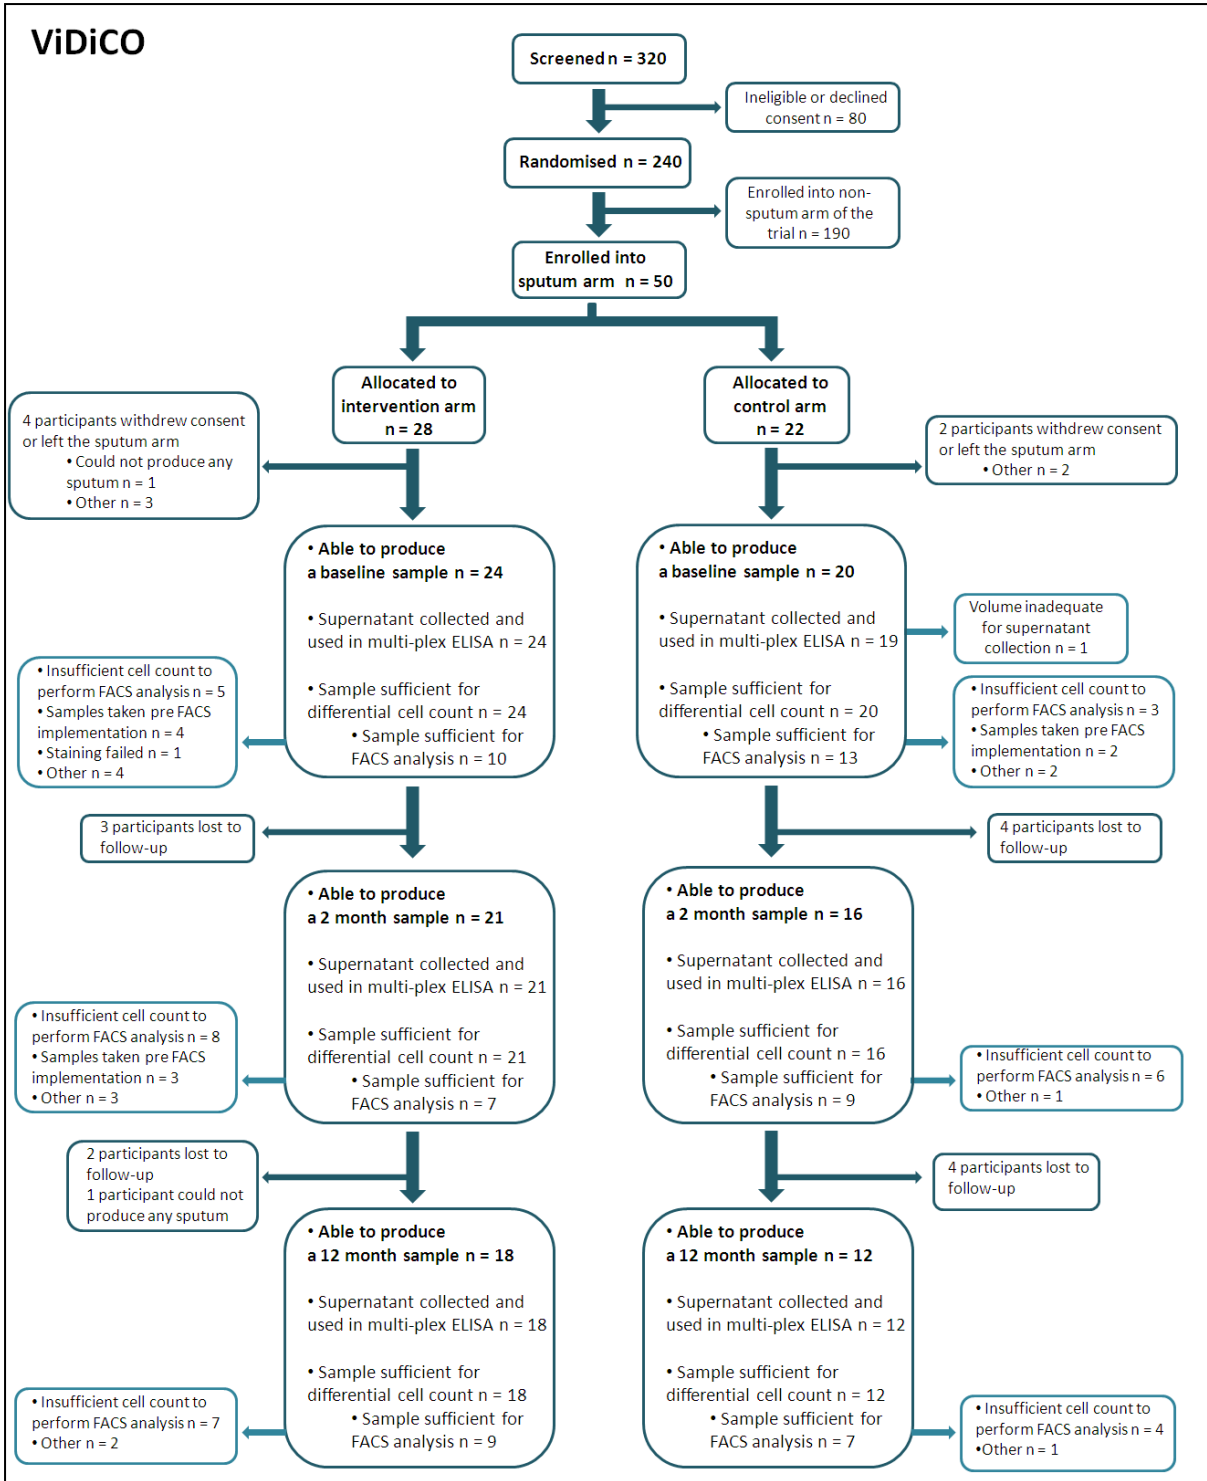 ViDiCO
Screened n = 320
Ineligible or declined
consent n = 80
Randomised n = 240
Enrolled into non-
sputum arm of the
trial n = 190
Enrolled into
sputum arm n = 50
Allocated to
intervention arm
n = 28
Allocated to
control arm
n = 22
4 participants withdrew consent
or left the sputum arm
• Could not produce any
sputum n = 1
• Other n = 3
2 participants withdrew consent
or left the sputum arm
• Other n = 2
• Able to produce
a baseline sample n = 24
• Supernatant collected and
used in multi-plex ELISA n = 24
• Sample sufficient for
differential cell count n = 24
• Sample sufficient for
FACS analysis n = 10
• Able to produce
a baseline sample n = 20
• Supernatant collected and
used in multi-plex ELISA n = 19
• Sample sufficient for
differential cell count n = 20
• Sample sufficient for
FACS analysis n = 13
Volume inadequate
for supernatant
collection n = 1
• Insufficient cell count to
perform FACS analysis n = 5
• Samples taken pre FACS
implementation n = 4
• Staining failed n = 1
• Other n = 4
• Insufficient cell count to
perform FACS analysis n = 3
• Samples taken pre FACS
implementation n = 2
• Other n = 2
3 participants lost to
follow-up
4 participants lost to
follow-up
• Able to produce
a 2 month sample n = 21
• Supernatant collected and
used in multi-plex ELISA n = 21
• Sample sufficient for
differential cell count n = 21
• Sample sufficient for
FACS analysis n = 7
• Able to produce
a 2 month sample n = 16
• Supernatant collected and
used in multi-plex ELISA n = 16
• Sample sufficient for
differential cell count n = 16
• Sample sufficient for
FACS analysis n = 9
• Insufficient cell count to
perform FACS analysis n = 8
• Samples taken pre FACS
implementation n = 3
• Other n = 3
• Insufficient cell count to
perform FACS analysis n = 6
• Other n = 1
2 participants lost to
follow-up
1 participant could not
produce any sputum
4 participants lost to
follow-up
• Able to produce
a 12 month sample n = 18
• Supernatant collected and
used in multi-plex ELISA n = 18
• Sample sufficient for
differential cell count n = 18
• Sample sufficient for
FACS analysis n = 9
• Able to produce
a 12 month sample n = 12
• Supernatant collected and
used in multi-plex ELISA n = 12
• Sample sufficient for
differential cell count n = 12
• Sample sufficient for
FACS analysis n = 7
• Insufficient cell count to
perform FACS analysis n = 7
• Other n = 2
• Insufficient cell count to
perform FACS analysis n = 4
•Other n = 1